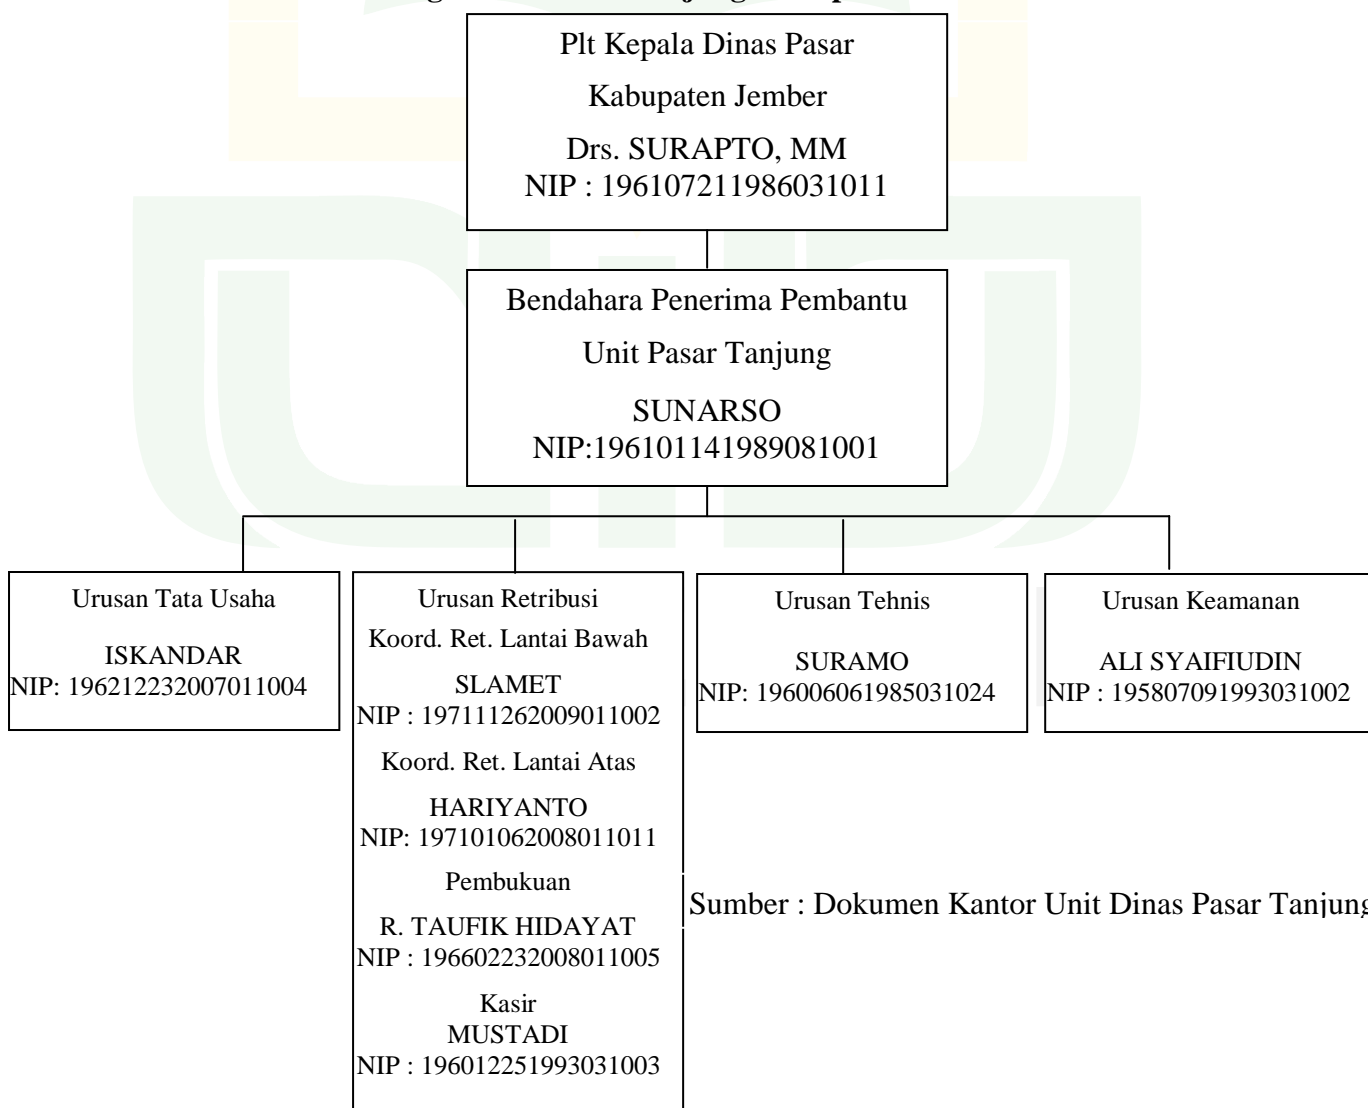 Plt Kepala Dinas Pasar
Kabupaten Jember
Drs. SURAPTO, MM
NIP : 196107211986031011
Bendahara Penerima Pembantu
Unit Pasar Tanjung
SUNARSO
NIP:196101141989081001
Urusan Tata Usaha
ISKANDAR
NIP: 196212232007011004
Urusan Retribusi
Koord. Ret. Lantai Bawah
SLAMET
NIP : 197111262009011002
Koord. Ret. Lantai Atas
HARIYANTO
NIP: 197101062008011011
Pembukuan
R. TAUFIK HIDAYAT
NIP : 196602232008011005
Kasir
MUSTADI
NIP : 196012251993031003
Urusan Tehnis
SURAMO
NIP: 196006061985031024
Urusan Keamanan
ALI SYAIFIUDIN
NIP : 195807091993031002
Sumber : Dokumen Kantor Unit Dinas Pasar Tanjung